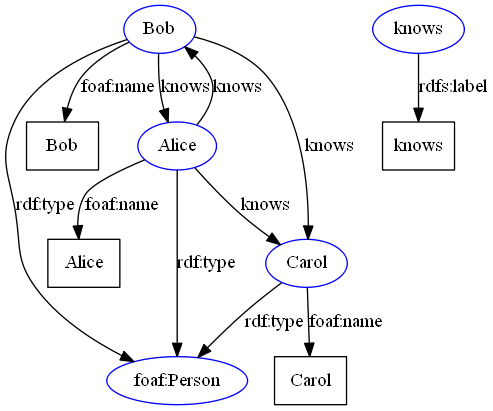 Bob
knows
foaf:name
knows
knows
rdfs:label
Bob
Alice
knows
knows
rdf:type
foaf:name
knows
Alice
rdf:type
Carol
rdf:type
foaf:name
foaf:Person
Carol